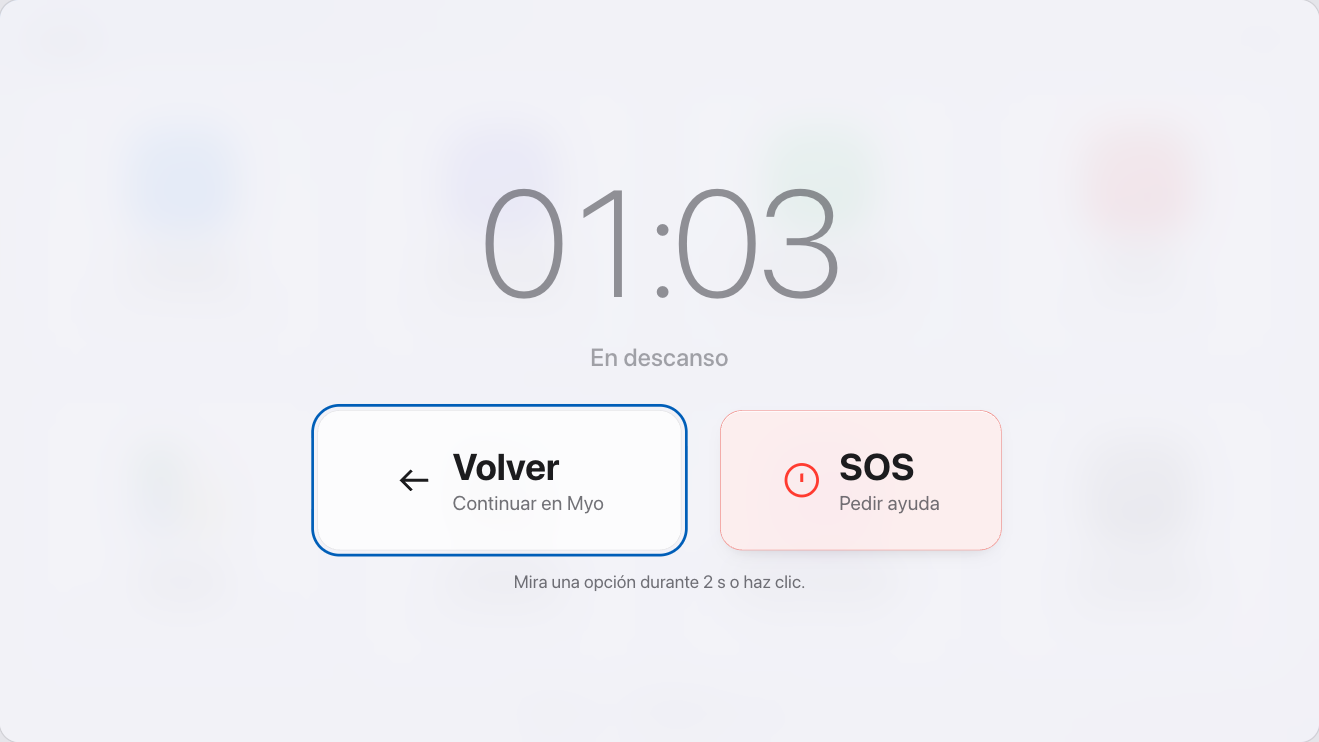 01:03
En descanso
Volver
Continuar en Myo
SOS
Pedir ayuda
Mira una opción durante 2 s o haz clic.